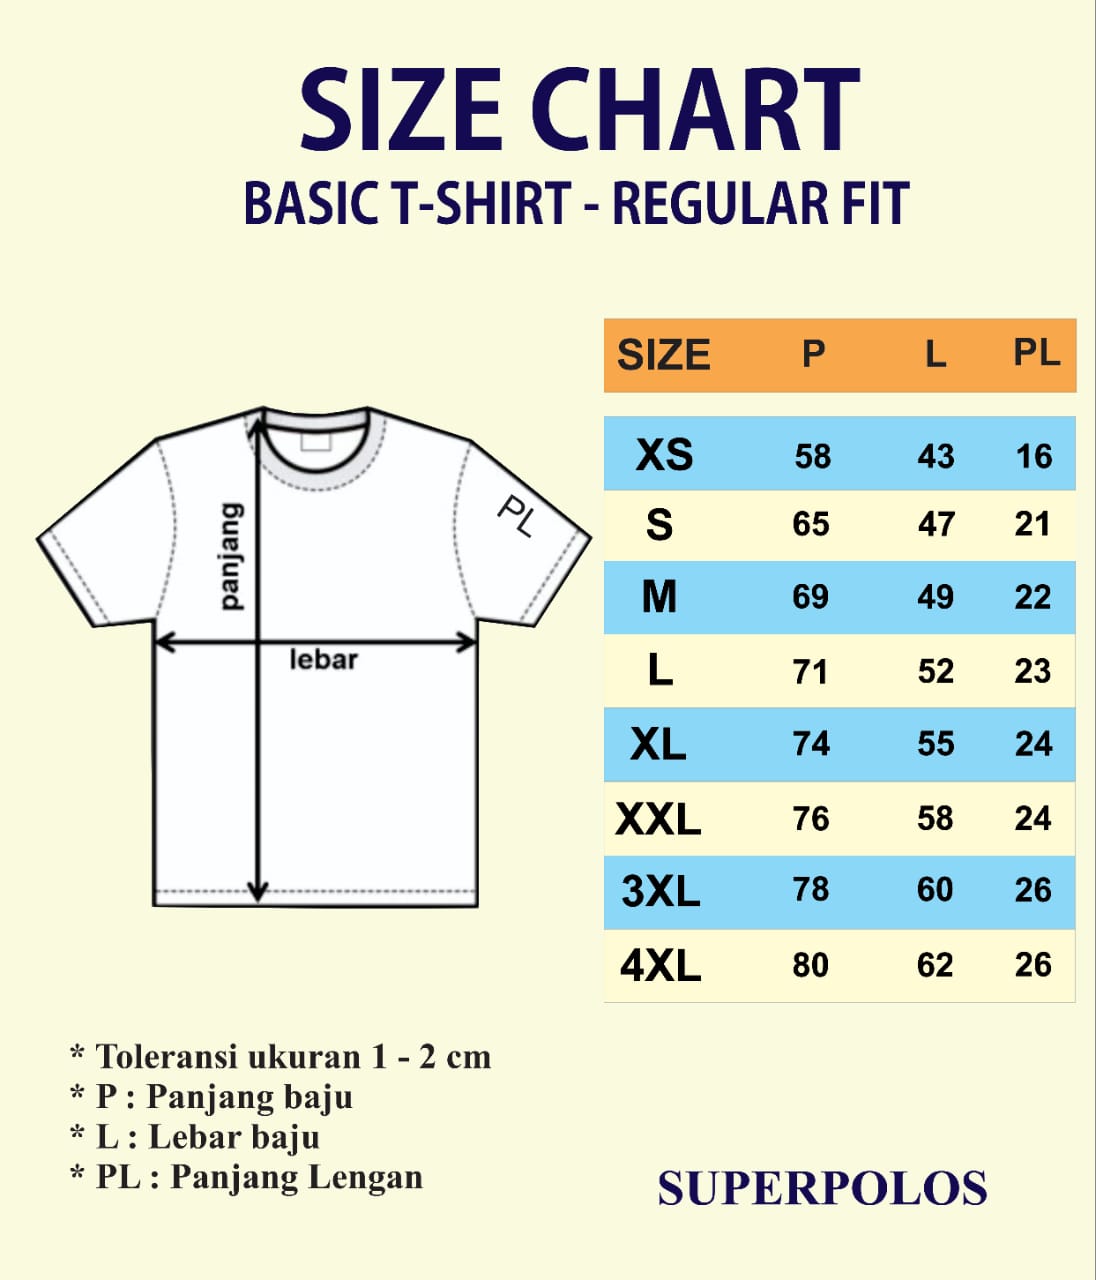 SIZE CHART
BASIC T-SHIRT - REGULAR FIT
SIZE P L PL
XS 58 43 16
S 65 47 21
M 69 49 22
L 71 52 23
XL 74 55 24
XXL 76 58 24
3XL 78 60 26
4XL 80 62 26
panjang
PL
lebar
* Toleransi ukuran 1 - 2 cm
* P : Panjang baju
* L : Lebar baju
* PL : Panjang Lengan
SUPERPOLOS